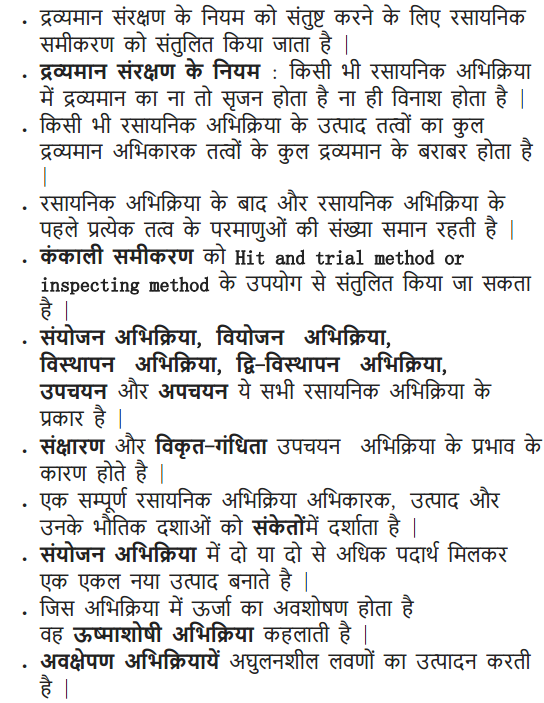 • द्रव्यमान संरक्षण के नियम को संतुष्ट करने के लिए रसायनिक
समीकरण को संतुलित किया जाता है |
• द्रव्यमान संरक्षण के नियम : किसी भी रसायनिक अभिक्रिया
में द्रव्यमान का ना तो सृजन होता है ना ही विनाश होता है |
• किसी भी रसायनिक अभिक्रिया के उत्पाद तत्वों का कुल
द्रव्यमान अभिकारक तत्वों के कुल द्रव्यमान के बराबर होता है
|
• रसायनिक अभिक्रिया के बाद और रसायनिक अभिक्रिया के
पहले प्रत्येक तत्व के परमाणुओं की संख्या समान रहती है |
• कंकाली समीकरण को Hit and trial method or
inspecting method के उपयोग से संतुलित किया जा सकता
है |
• संयोजन अभिक्रिया, वियोजन अभिक्रिया,
विस्थापन अभिक्रिया, द्वि-विस्थापन अभिक्रिया,
उपचयन और अपचयन ये सभी रसायनिक अभिक्रिया के
प्रकार है |
• संक्षारण और विकृत-गंधिता उपचयन अभिक्रिया के प्रभाव के
कारण होते है |
• एक सम्पूर्ण रसायनिक अभिक्रिया अभिकारक, उत्पाद और
उनके भौतिक दशाओं को संकेतोंमें दर्शाता है |
• संयोजन अभिक्रिया में दो या दो से अधिक पदार्थ मिलकर
एक एकल नया उत्पाद बनाते है |
• जिस अभिक्रिया में ऊर्जा का अवशोषण होता है
वह ऊष्माशोषी अभिक्रिया कहलाती है |
• अवक्षेपण अभिक्रियायें अघुलनशील लवणों का उत्पादन करती
है |